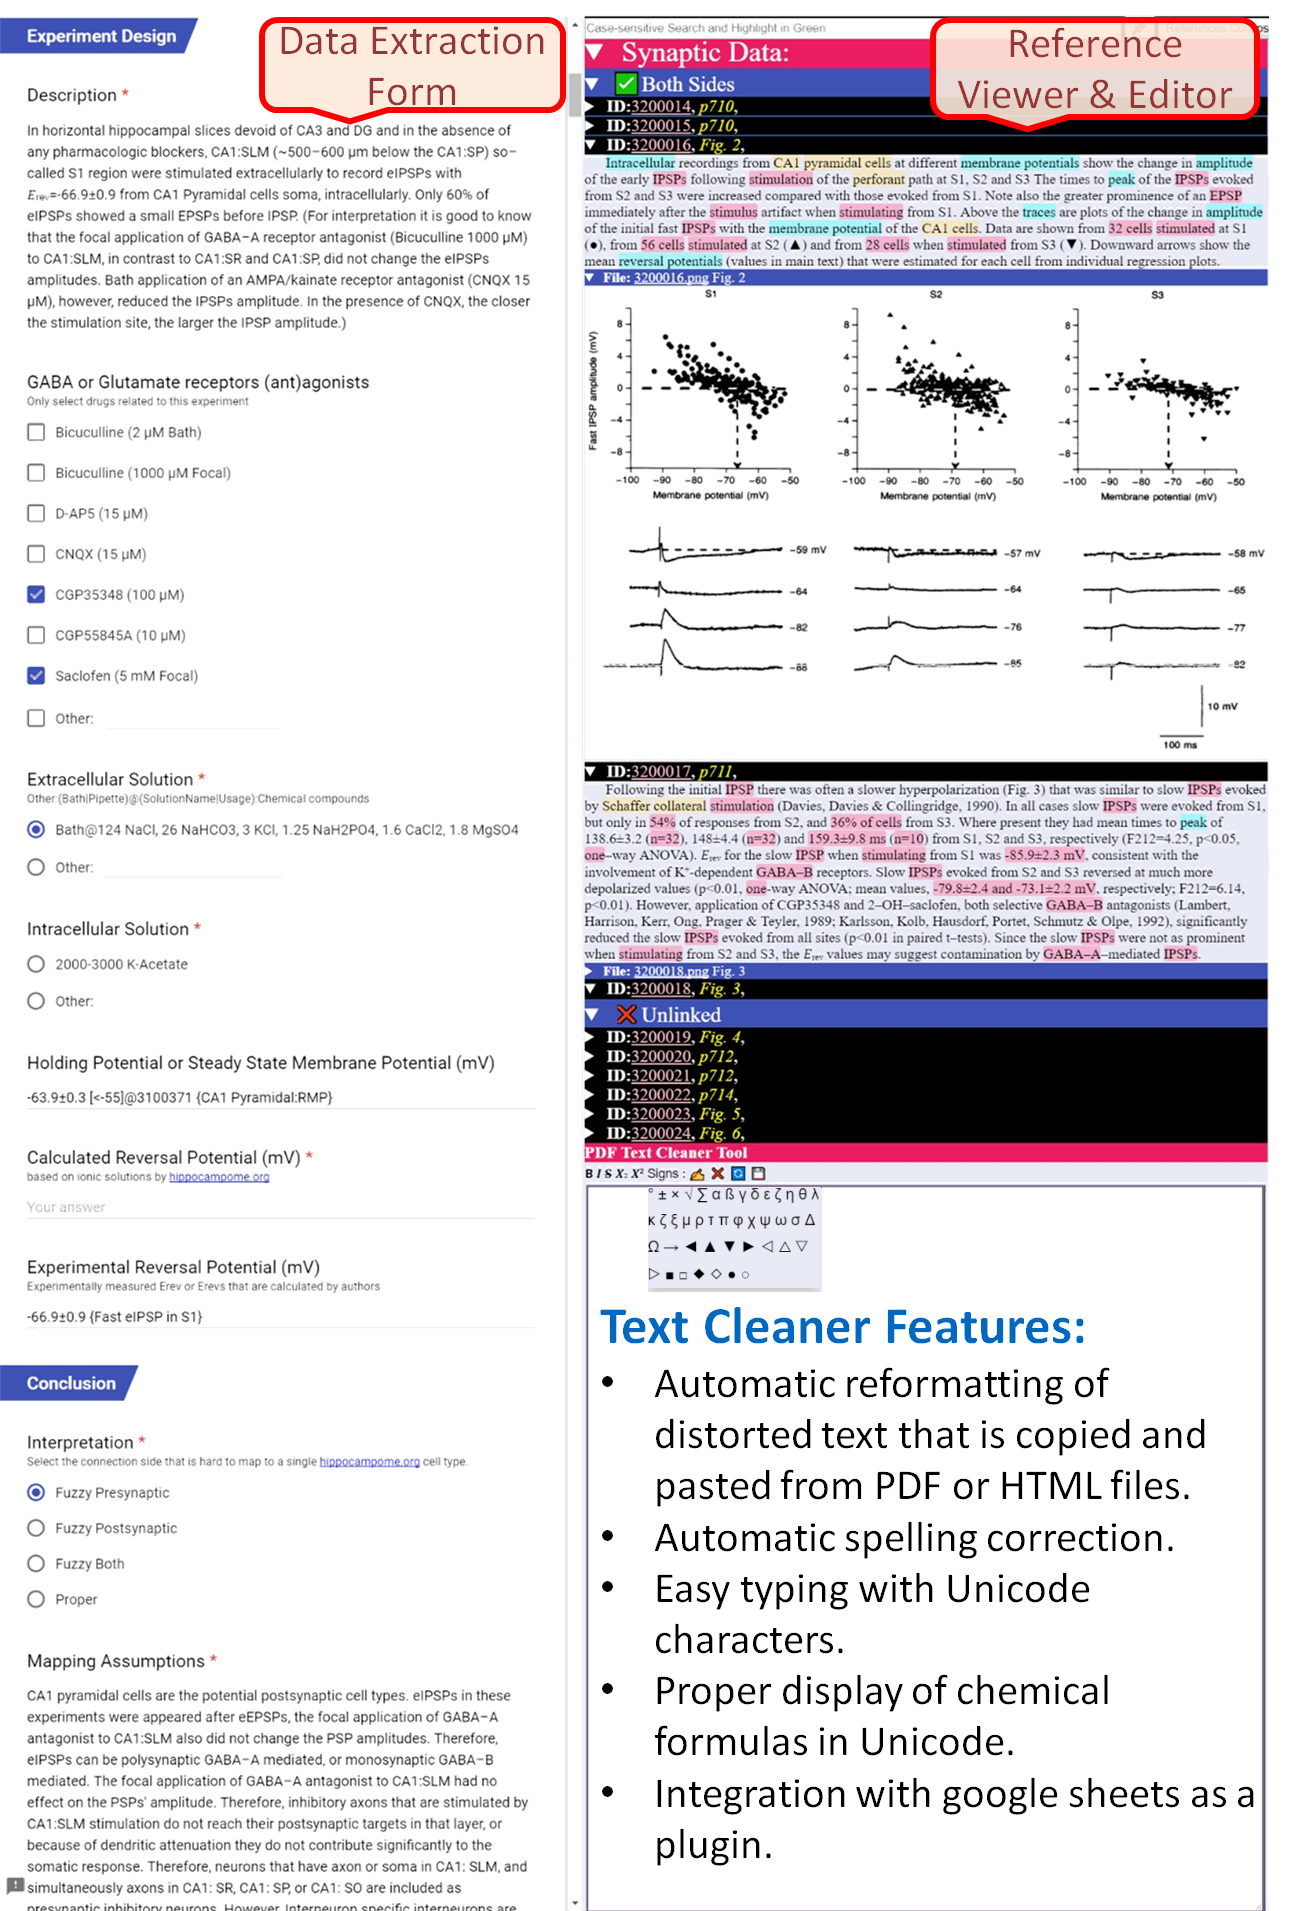 Experiment Design
Data Extraction
Form
Description *
In horizontal hippocampal slices devoid of CA3 and DG and in the absence of
any pharmacologic blockers, CA1:SLM (~500–600 µm below the CA1:SP) so–
called S1 region were stimulated extracellularly to record eIPSPs with
Erev=-66.9±0.9 from CA1 Pyramidal cells soma, intracellularly. Only 60% of
eIPSPs showed a small EPSPs before IPSP. (For interpretation it is good to know
that the focal application of GABA–A receptor antagonist (Bicuculline 1000 µM)
to CA1:SLM, in contrast to CA1:SR and CA1:SP, did not change the eIPSPs
amplitudes. Bath application of an AMPA/kainate receptor antagonist (CNQX 15
µM), however, reduced the IPSPs amplitude. In the presence of CNQX, the closer
the stimulation site, the larger the IPSP amplitude.)
GABA or Glutamate receptors (ant)agonists
Only select drugs related to this experiment
Bicuculline (2 µM Bath)
Bicuculline (1000 µM Focal)
D-AP5 (15 µM)
CNQX (15 µM)
CGP35348 (100 µM)
CGP55845A (10 µM)
Saclofen (5 mM Focal)
Other:
Extracellular Solution *
Other:(Bath|Pipette)@(SolutionName|Usage):Chemical compounds
Bath@124 NaCl, 26 NaHCO3, 3 KCl, 1.25 NaH2PO4, 1.6 CaCl2, 1.8 MgSO4
Other:
Intracellular Solution *
2000-3000 K-Acetate
Other:
Holding Potential or Steady State Membrane Potential (mV)
-63.9±0.3 [<-55]@3100371 {CA1 Pyramidal:RMP}
Calculated Reversal Potential (mV) *
based on ionic solutions by hippocampome.org
Your answer
Experimental Reversal Potential (mV)
Experimentally measured Erev or Erevs that are calculated by authors
-66.9±0.9 {Fast eIPSP in S1}
Conclusion
Interpretation *
Select the connection side that is hard to map to a single hippocampome.org cell type.
Fuzzy Presynaptic
Fuzzy Postsynaptic
Fuzzy Both
Proper
Mapping Assumptions *
CA1 pyramidal cells are the potential postsynaptic cell types. eIPSPs in these
experiments were appeared after eEPSPs, the focal application of GABA–A
antagonist to CA1:SLM also did not change the PSP amplitudes. Therefore,
eIPSPs can be polysynaptic GABA–A mediated, or monosynaptic GABA–B
mediated. The focal application of GABA–A antagonist to CA1:SLM had no
effect on the PSPs' amplitude. Therefore, inhibitory axons that are stimulated by
CA1:SLM stimulation do not reach their postsynaptic targets in that layer, or
because of dendritic attenuation they do not contribute significantly to the
somatic response. Therefore, neurons that have axon or soma in CA1: SLM, and
simultaneously axons in CA1: SR, CA1: SP, or CA1: SO are included as
presynaptic inhibitory neurons. However, Interneuron specific interneurons are
Case-sensitive Search and Highlight in Green
Reference
Viewer & Editor
Synaptic Data:
Both Sides
ID:3200014, p710,
ID:3200015, p710,
ID:3200016, Fig. 2,
Intracellular recordings from CA1 pyramidal cells at different membrane potentials show the change in amplitude
of the early IPSPs following stimulation of the perforant path at S1, S2 and S3 The times to peak of the IPSPs evoked
from S2 and S3 were increased compared with those evoked from S1. Note also the greater prominence of an EPSP
immediately after the stimulus artifact when stimulating from S1. Above the traces are plots of the change in amplitude
of the initial fast IPSPs with the membrane potential of the CA1 cells. Data are shown from 32 cells stimulated at S1
(●), from 56 cells stimulated at S2 (▲) and from 28 cells when stimulated from S3 (▼). Downward arrows show the
mean reversal potentials (values in main text) that were estimated for each cell from individual regression plots.
File: 3200016.png Fig. 2
S1 S2 S3
8 8 8
4 4 4
0 0 0
-4 -4 -4
-8 -8 -8
Fast IPSP amplitude (mV)
-100 -90 -80 -70 -60 -50 -100 -90 -80 -70 -60 -50 -100 -90 -80 -70 -60 -50
Membrane potential (mV) Membrane potential (mV) Membrane potential (mV)
-59 mV -57 mV -58 mV
-64 -64 -65
-82 -76 -77
-88 -85 -82
10 mV
100 ms
ID:3200017, p711,
Following the initial IPSP there was often a slower hyperpolarization (Fig. 3) that was similar to slow IPSPs evoked
by Schaffer collateral stimulation (Davies, Davies & Collingridge, 1990). In all cases slow IPSPs were evoked from S1,
but only in 54% of responses from S2, and 36% of cells from S3. Where present they had mean times to peak of
138.6±3.2 (n=32), 148±4.4 (n=32) and 159.3±9.8 ms (n=10) from S1, S2 and S3, respectively (F212=4.25, p<0.05,
one–way ANOVA). Erev for the slow IPSP when stimulating from S1 was -85.9±2.3 mV, consistent with the
involvement of K⁺-dependent GABA–B receptors. Slow IPSPs evoked from S2 and S3 reversed at much more
depolarized values (p<0.01, one-way ANOVA; mean values, -79.8±2.4 and -73.1±2.2 mV, respectively; F212=6.14,
p<0.01). However, application of CGP35348 and 2–OH–saclofen, both selective GABA–B antagonists (Lambert,
Harrison, Kerr, Ong, Prager & Teyler, 1989; Karlsson, Kolb, Hausdorf, Portet, Schmutz & Olpe, 1992), significantly
reduced the slow IPSPs evoked from all sites (p<0.01 in paired t–tests). Since the slow IPSPs were not as prominent
when stimulating from S2 and S3, the Erev values may suggest contamination by GABA–A–mediated IPSPs.
File: 3200018.png Fig. 3
ID:3200018, Fig. 3,
Unlinked
ID:3200019, Fig. 4,
ID:3200020, p712,
ID:3200021, p712,
ID:3200022, p714,
ID:3200023, Fig. 5,
ID:3200024, Fig. 6,
PDF Text Cleaner Tool
B I S X₂ X² Signs :
° ± × √ ∑ α ß γ δ ε ζ η θ λ
κ ζ ξ μ ρ τ π φ χ ψ ω σ Δ
Ω → ◄ ▲ ▼ ► ◁ △ ▽
▷ ■ □ ◆ ◇ ● ○
Text Cleaner Features:
• Automatic reformatting of
distorted text that is copied and
pasted from PDF or HTML files.
• Automatic spelling correction.
• Easy typing with Unicode
characters.
• Proper display of chemical
formulas in Unicode.
• Integration with google sheets as a
plugin.